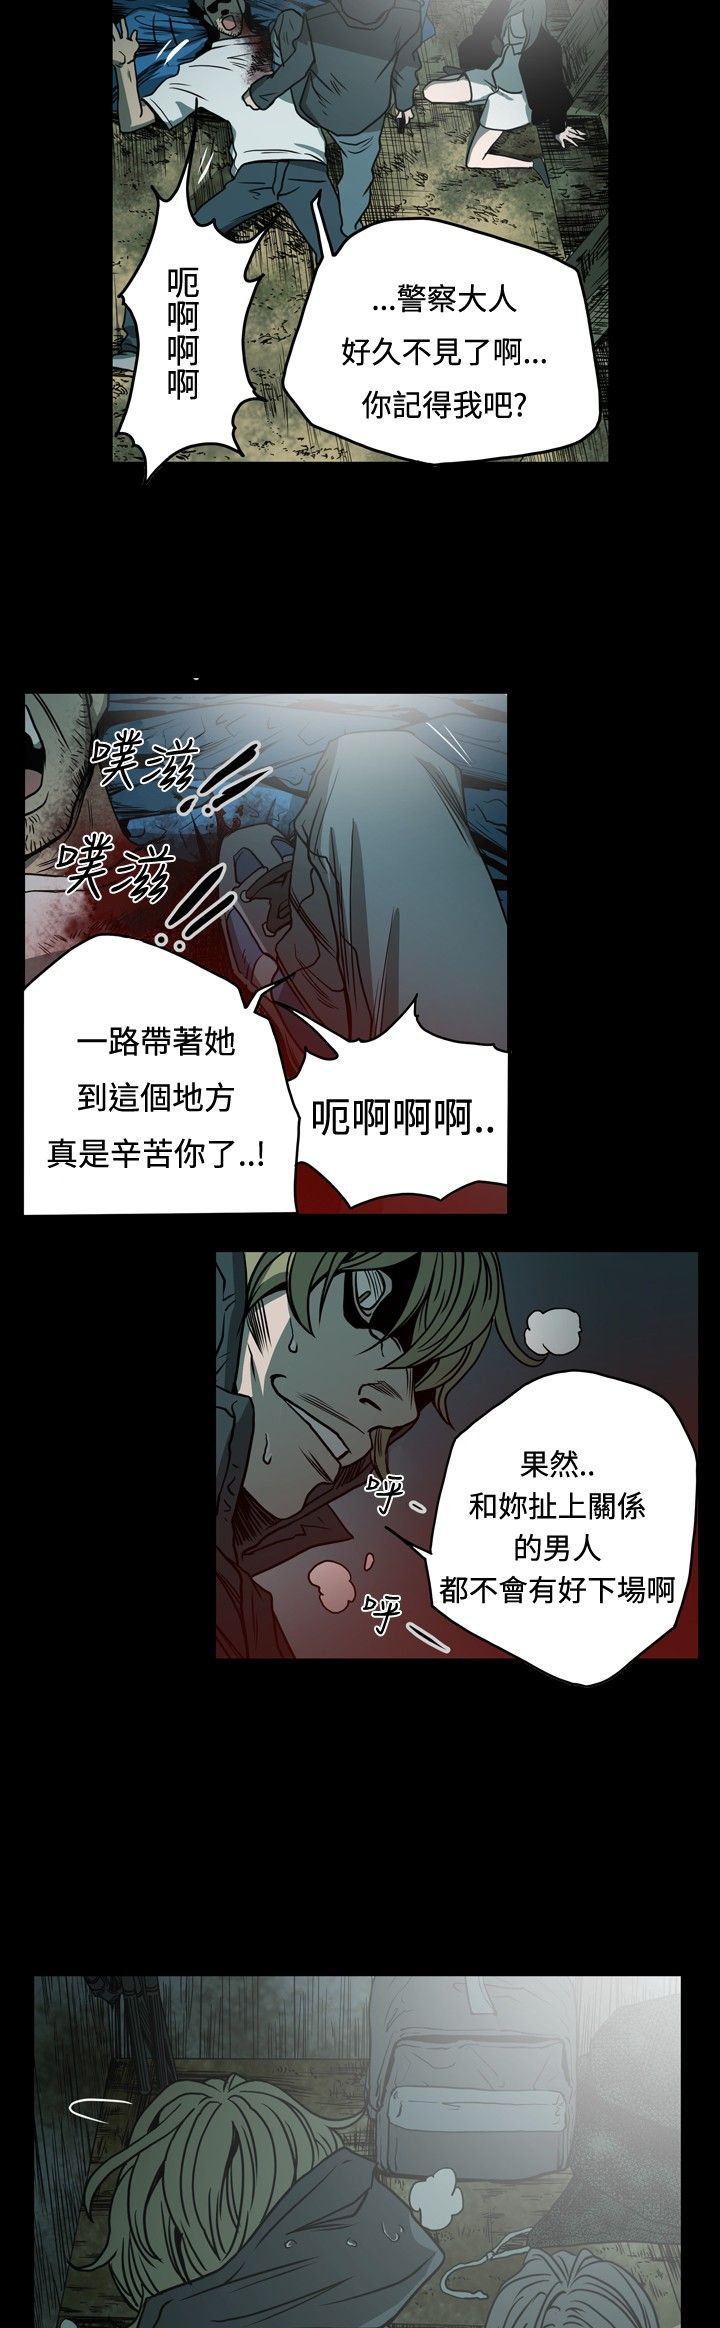 呃啊啊啊
...警察大人
好久不見了啊...
你記得我吧?
噗滋!!
噗滋!!
一路帶著她
到這個地方
真是辛苦你了..!
呃啊啊啊..
果然..
和妳扯上關係
的男人
都不會有好下場啊
呼
呼